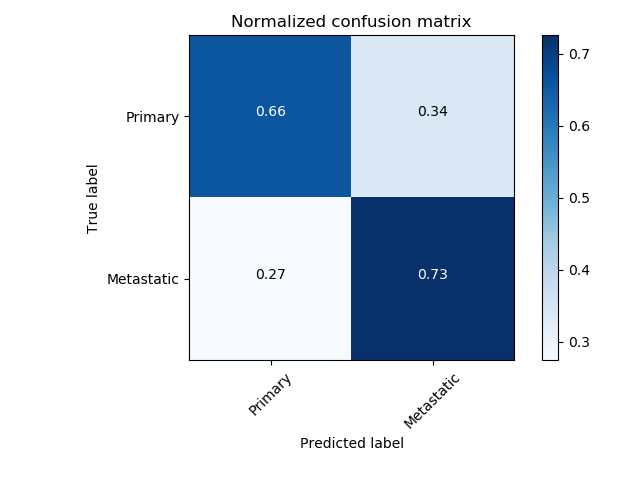 Normalized confusion matrix
True label
Primary
0.66
0.34
Metastatic
0.27
0.73
Primary
Metastatic
Predicted label
0.7
0.6
0.5
0.4
0.3